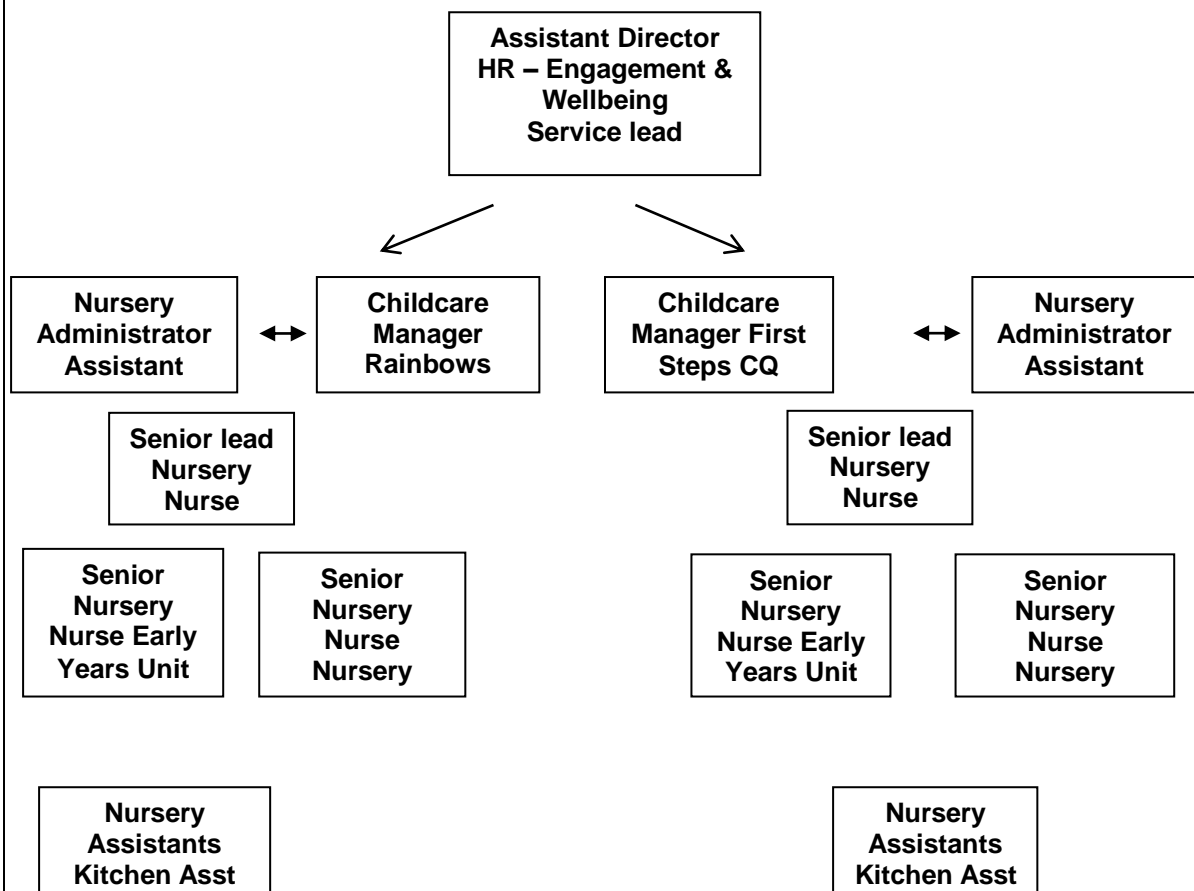 Assistant Director
HR – Engagement &
Wellbeing
Service lead
Nursery
Administrator
Assistant
Childcare
Manager
Rainbows
Childcare
Manager First
Steps CQ
Nursery
Administrator
Assistant
Senior lead
Nursery
Nurse
Senior lead
Nursery
Nurse
Senior
Nursery
Nurse Early
Years Unit
Senior
Nursery
Nurse
Nursery
Senior
Nursery
Nurse Early
Years Unit
Senior
Nursery
Nurse
Nursery
Nursery
Assistants
Kitchen Asst
Nursery
Assistants
Kitchen Asst